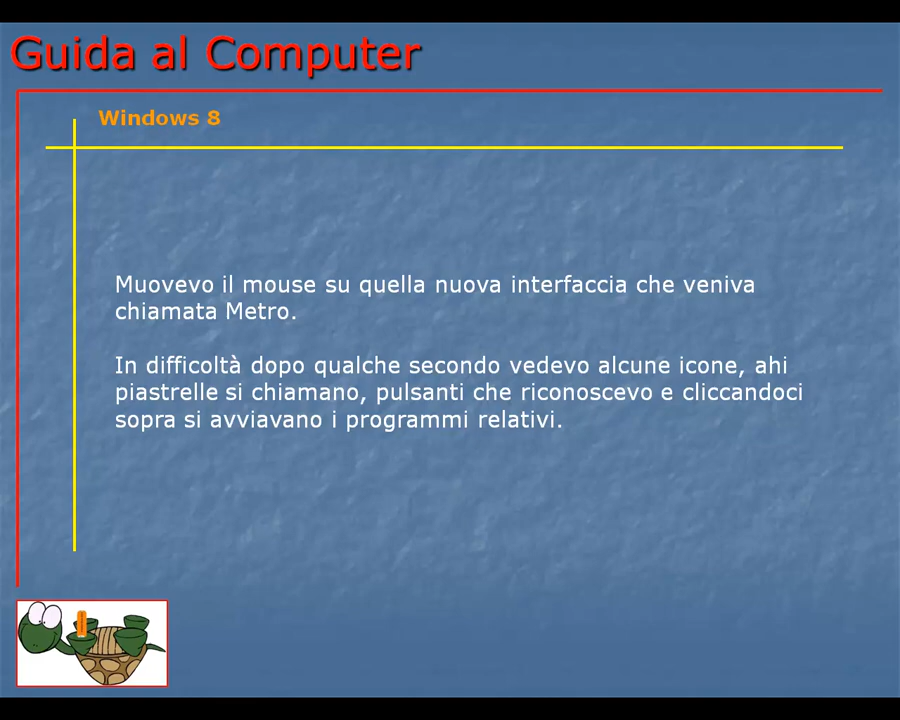 Guida al Computer
Windows 8
Muovevo il mouse su quella nuova interfaccia che veniva
chiamata Metro.
In difficoltà dopo qualche secondo vedevo alcune icone, ahi
piastrelle si chiamano, pulsanti che riconoscevo e cliccandoci
sopra si avviavano i programmi relativi.